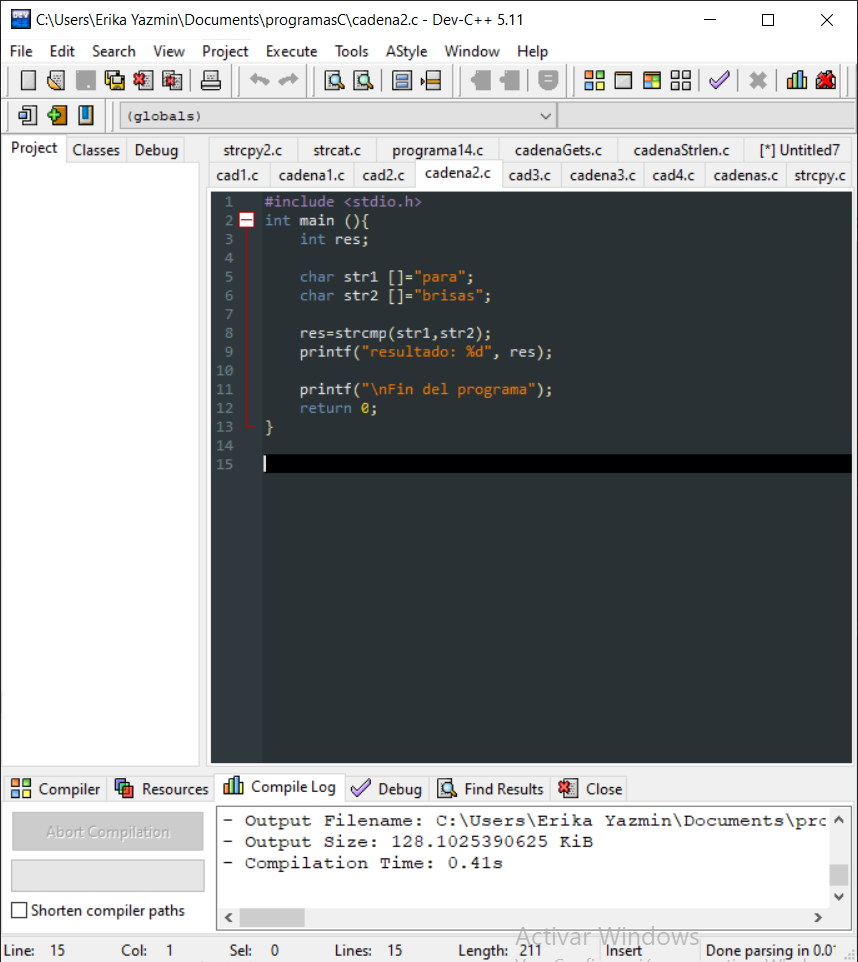 C:\Users\Erika Yazmin\Documents\programasC\cadena2.c - Dev-C++ 5.11
File Edit Search View Project Execute Tools AStyle Window Help
(globals)
Project Classes Debug
strcpy2.c strcat.c programa14.c cadenaGets.c cadenaStrlen.c [*] Untitled7
cad1.c cadena1.c cad2.c cadena2.c cad3.c cadena3.c cad4.c cadenas.c strcpy.c
1 #include <stdio.h>
2 int main (){
3 int res;
4
5 char str1 []="para";
6 char str2 []="brisas";
7
8 res=strcmp(str1,str2);
9 printf("resultado: %d", res);
10
11 printf("\nFin del programa");
12 return 0;
13 }
14
15
Compiler Resources Compile Log Debug Find Results Close
Abort Compilation
Shorten compiler paths
- Output Filename: C:\Users\Erika Yazmin\Documents\prc
- Output Size: 128.1025390625 KiB
- Compilation Time: 0.41s
Activar Windows
Line: 15 Col: 1 Sel: 0 Lines: 15 Length: 211 Insert Done parsing in 0.0